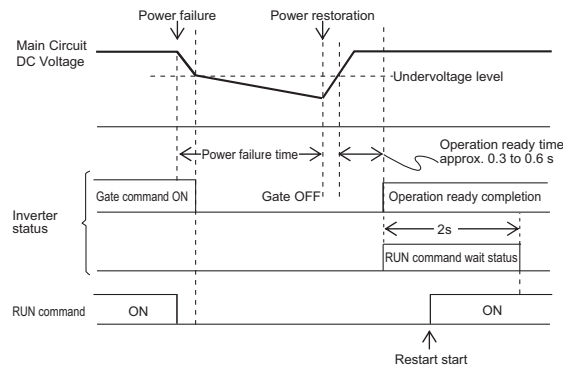 Power failure
Power restoration
Main Circuit
DC Voltage
Undervoltage level
Power failure time
Operation ready time
approx. 0.3 to 0.6 s
Gate command ON
Gate OFF
Operation ready completion
Inverter
status
2s
RUN command wait status
RUN command
ON
ON
Restart start